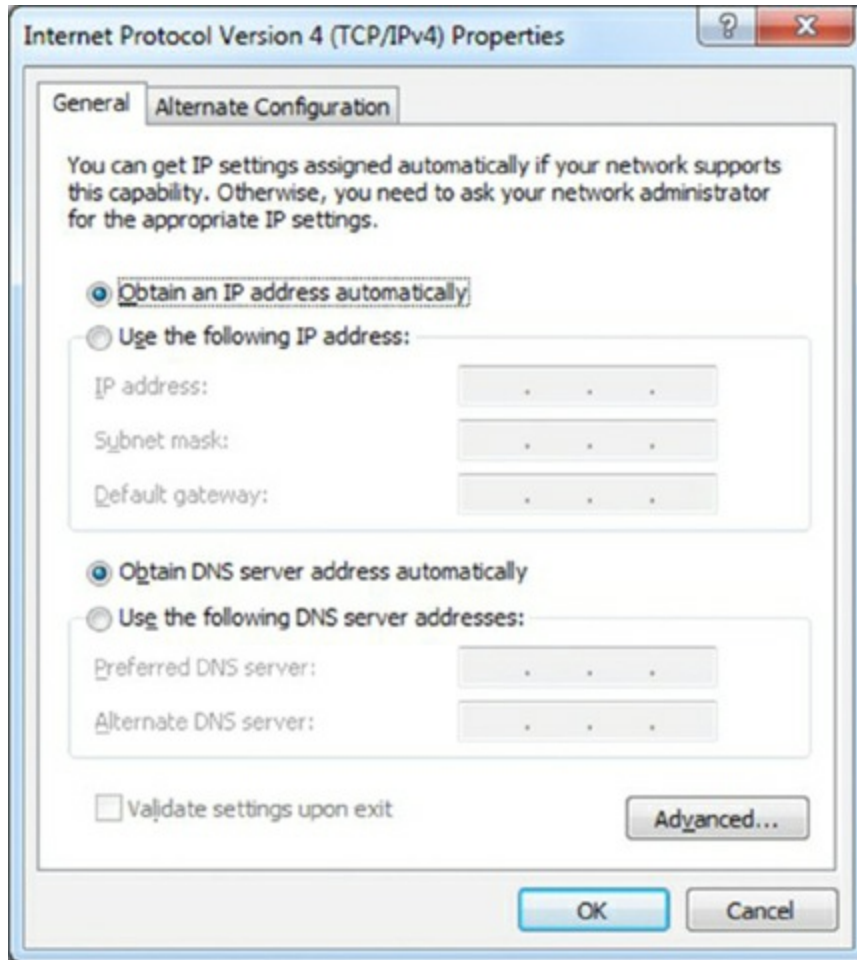 Internet Protocol Version 4 (TCP/IPv4) Properties
General
Alternate Configuration
You can get IP settings assigned automatically if your network supports
this capability. Otherwise, you need to ask your network administrator
for the appropriate IP settings.
Obtain an IP address automatically
Use the following IP address:
IP address:
Subnet mask:
Default gateway:
Obtain DNS server address automatically
Use the following DNS server addresses:
Preferred DNS server:
Alternate DNS server:
Validate settings upon exit
Advanced...
OK
Cancel